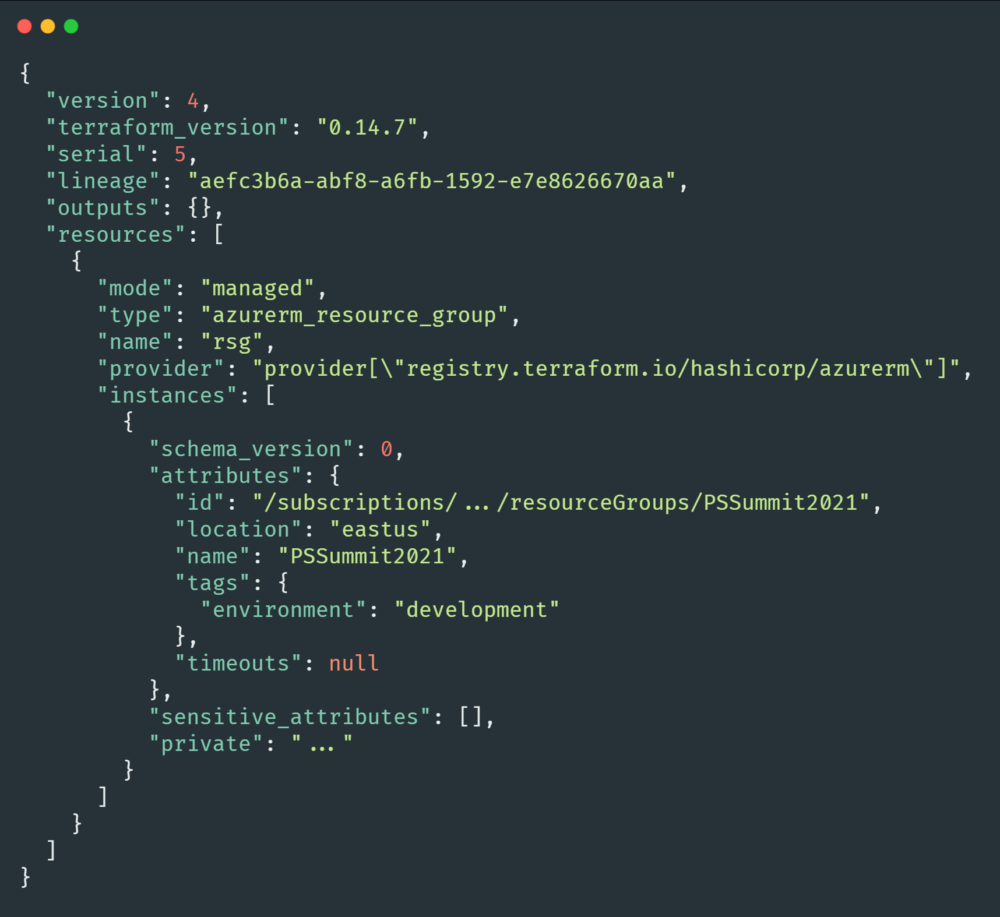 {
  "version": 4,
  "terraform_version": "0.14.7",
  "serial": 5,
  "lineage": "aefc3b6a-abf8-a6fb-1592-e7e8626670aa",
  "outputs": {},
  "resources": [
    {
      "mode": "managed",
      "type": "azurerm_resource_group",
      "name": "rsg",
      "provider": "provider[\"registry.terraform.io/hashicorp/azurerm\"]",
      "instances": [
        {
          "schema_version": 0,
          "attributes": {
            "id": "/subscriptions/.../resourceGroups/PSSummit2021",
            "location": "eastus",
            "name": "PSSummit2021",
            "tags": {
              "environment": "development"
            },
            "timeouts": null
          },
          "sensitive_attributes": [],
          "private": "..."
        }
      ]
    }
  ]
}